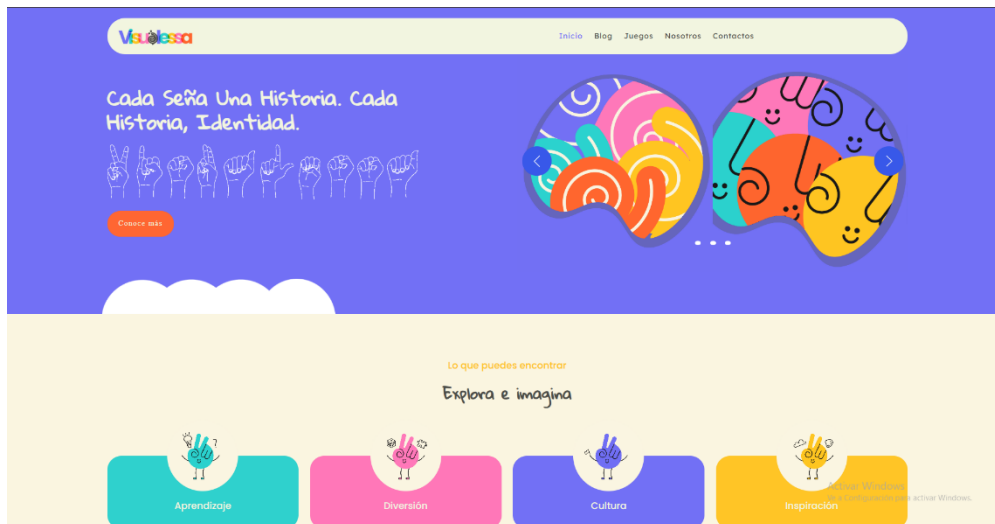 Visualessa
Inicio Blog Juegos Nosotros Contactos
Cada Seña Una Historia. Cada
Historia, Identidad.
Conoce más
Lo que puedes encontrar
Explora e imagina
Aprendizaje Diversión Cultura Inspiración
Activar Windows
Ve a Configuración para activar Windows.